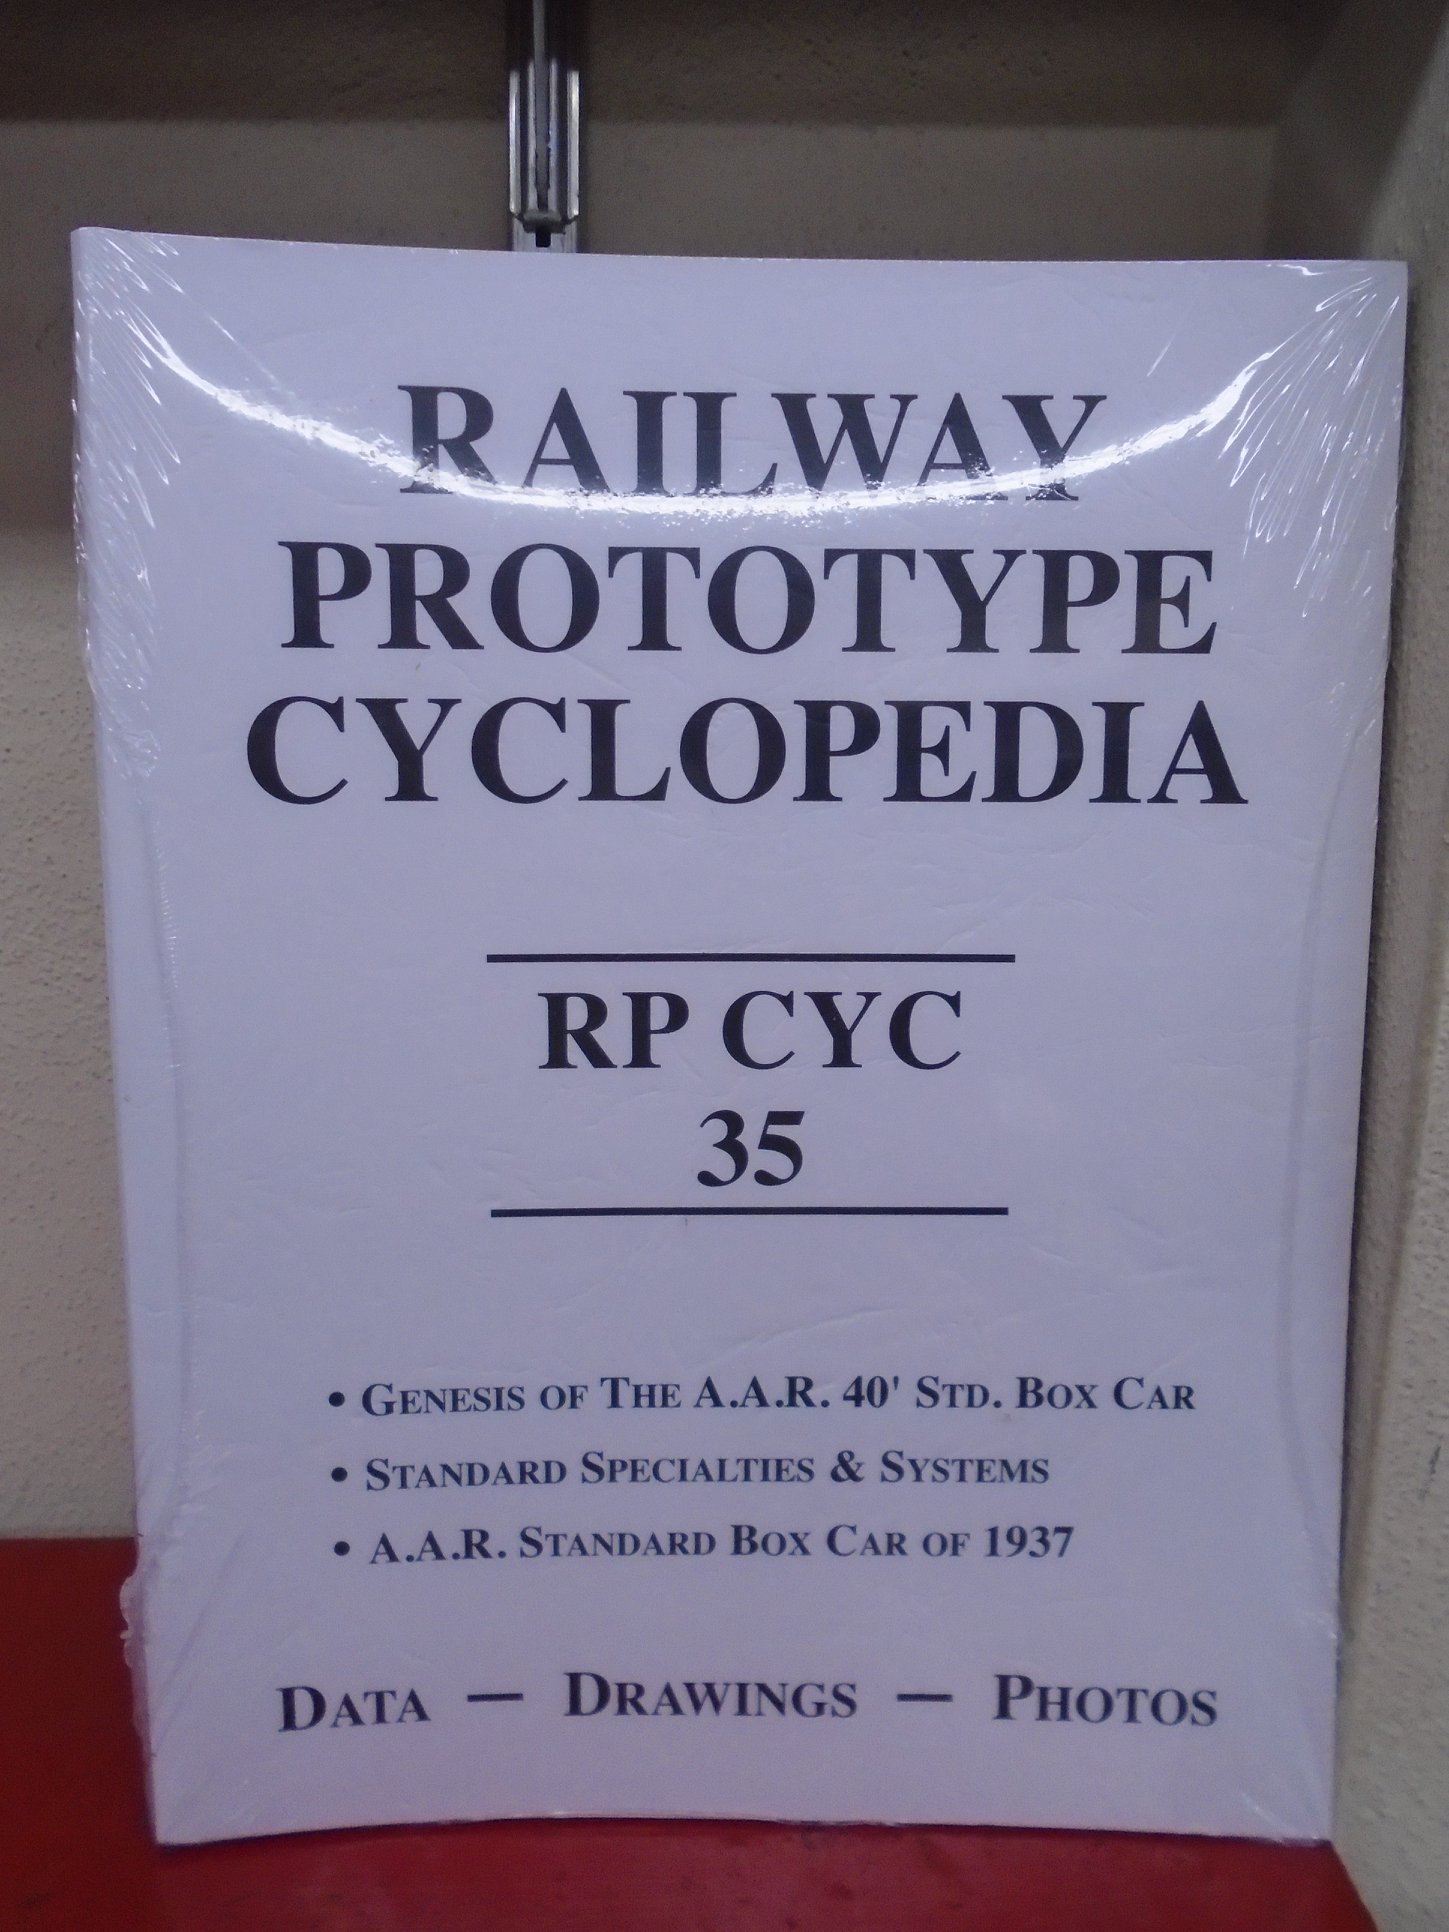 RAILWAY
PROTOTYPE
CYCLOPEDIA
RP CYC
35
• GENESIS OF THE A.A.R. 40' STD. BOX CAR
• STANDARD SPECIALTIES & SYSTEMS
• A.A.R. STANDARD BOX CAR OF 1937
DATA — DRAWINGS — PHOTOS